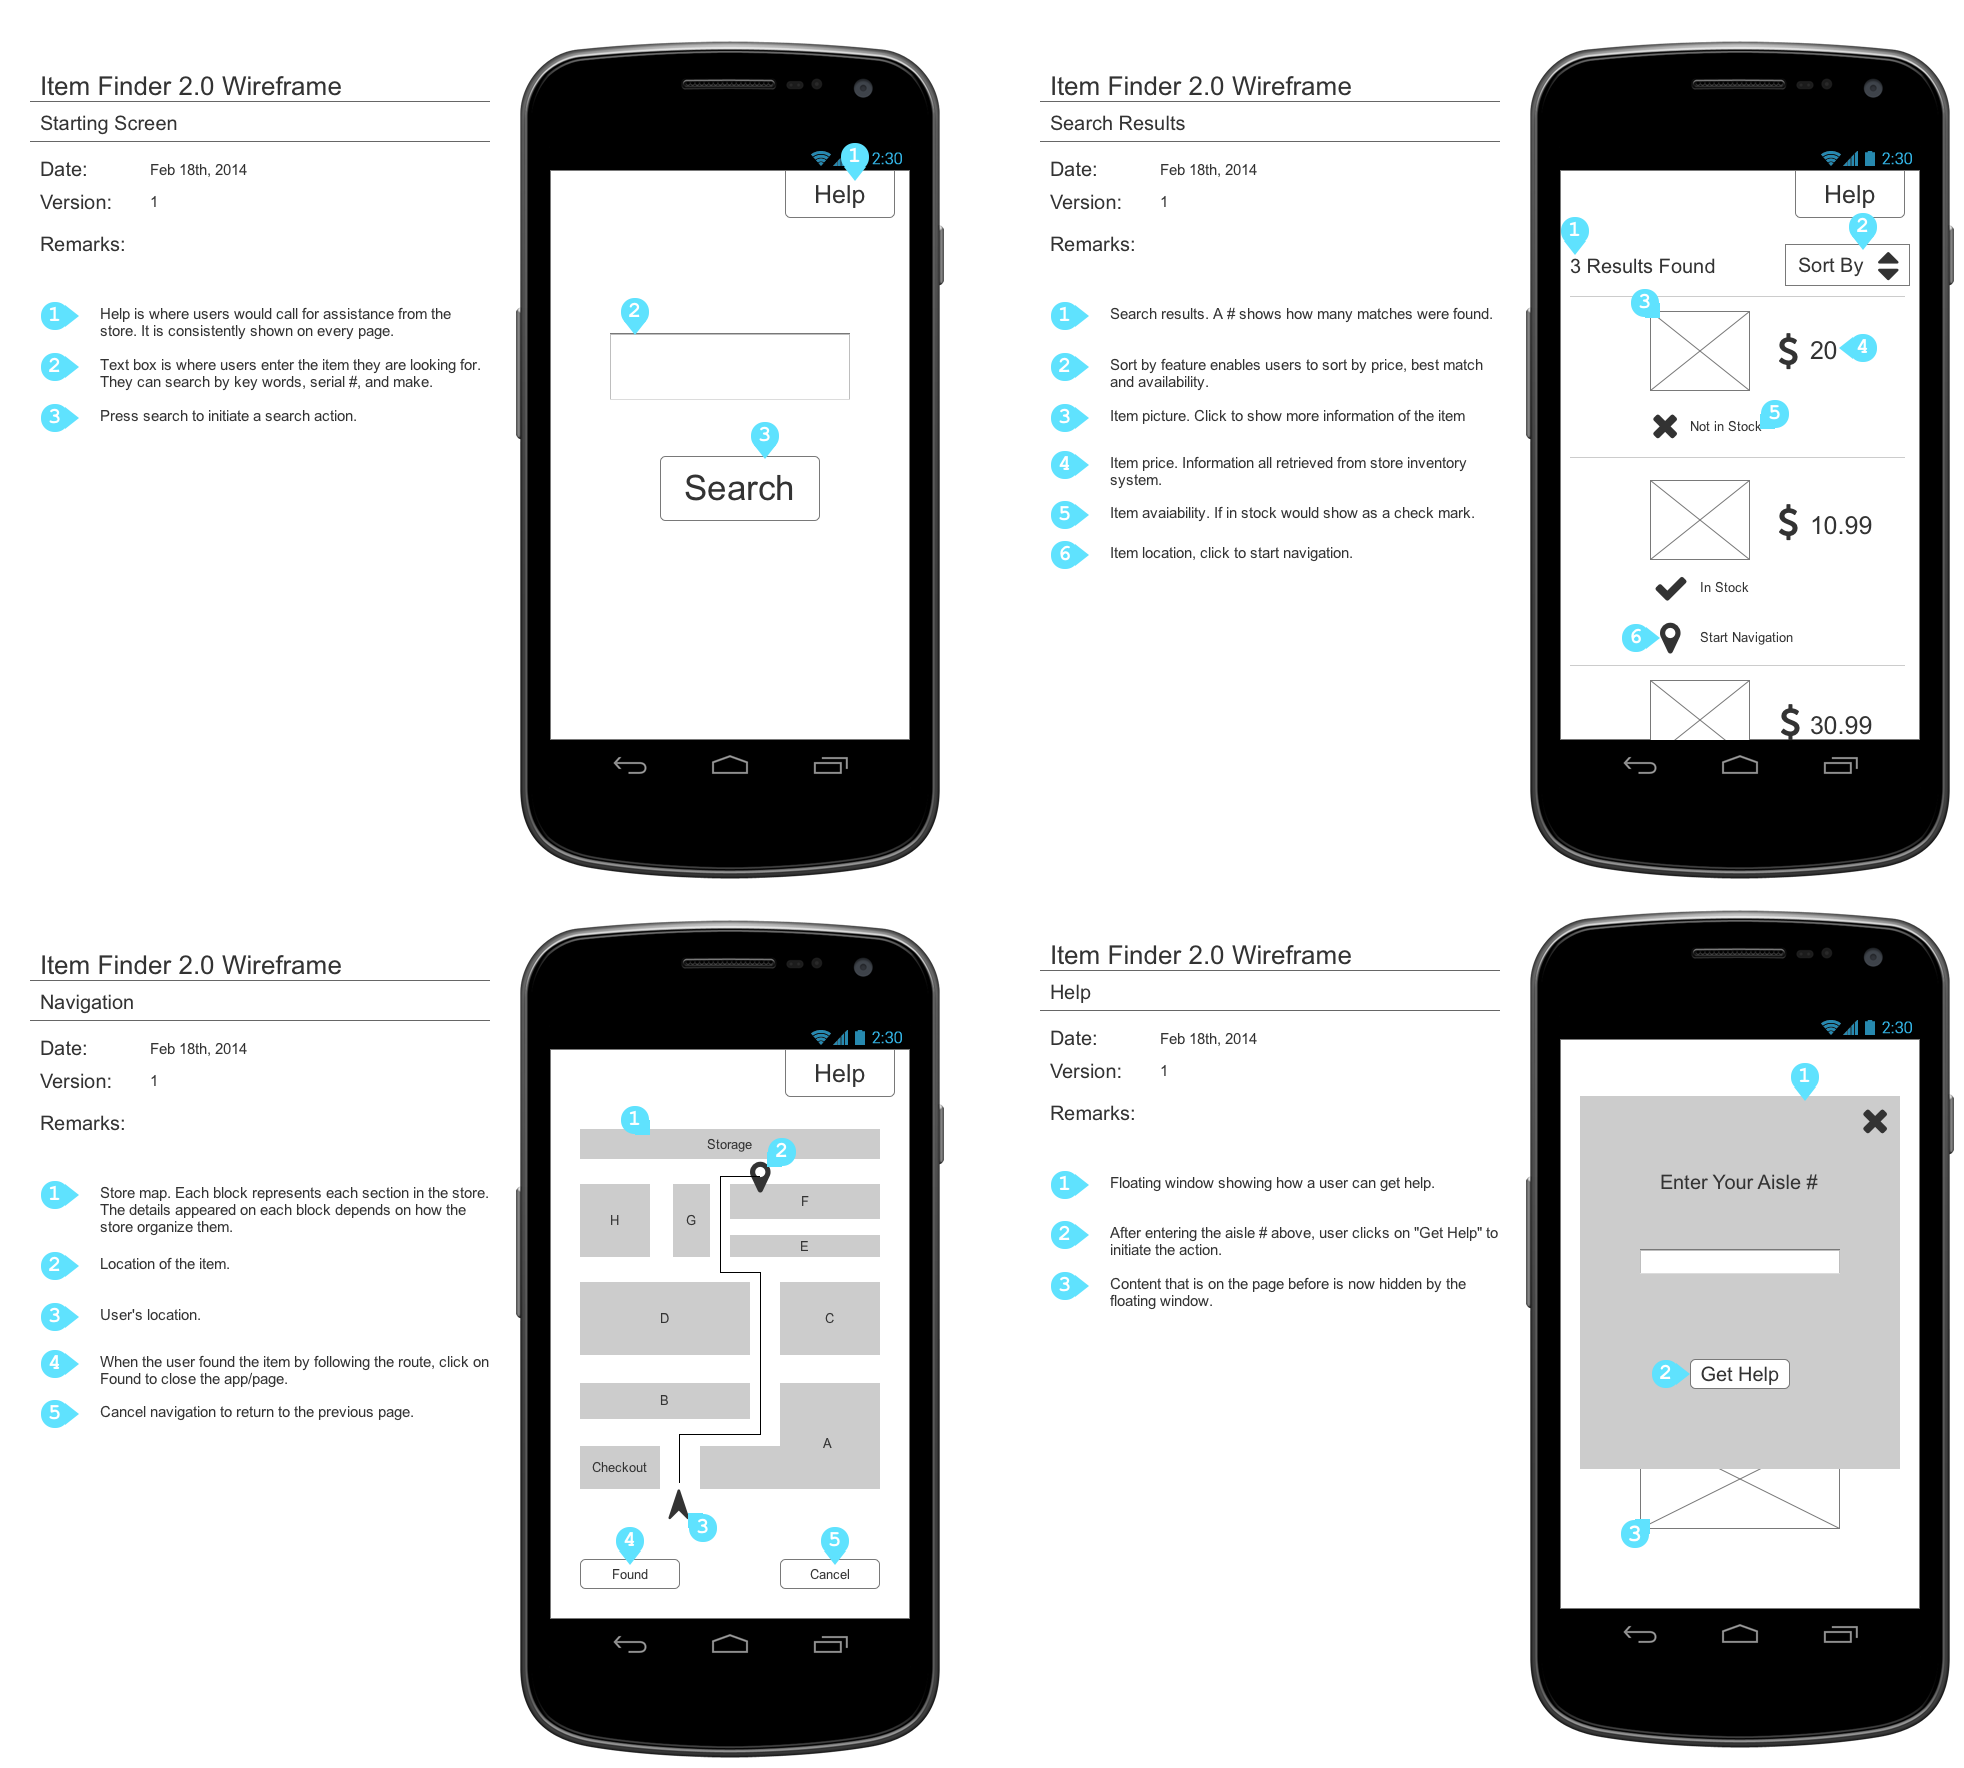 Item Finder 2.0 Wireframe
Starting Screen
Date: Feb 18th, 2014
Version: 1
Remarks:
1 Help is where users would call for assistance from the
store. It is consistently shown on every page.
2 Text box is where users enter the item they are looking for.
They can search by key words, serial #, and make.
3 Press search to initiate a search action.
1 2:30
Help
2
3
Search
Item Finder 2.0 Wireframe
Search Results
Date: Feb 18th, 2014
Version: 1
Remarks:
1 Search results. A # shows how many matches were found.
2 Sort by feature enables users to sort by price, best match
and availability.
3 Item picture. Click to show more information of the item
4 Item price. Information all retrieved from store inventory
system.
5 Item avaiability. If in stock would show as a check mark.
6 Item location, click to start navigation.
2:30
Help
1 2
3 Results Found Sort By
3
$ 20 4
5
Not in Stock
$ 10.99
In Stock
6 Start Navigation
$ 30.99
Item Finder 2.0 Wireframe
Navigation
Date: Feb 18th, 2014
Version: 1
Remarks:
1 Store map. Each block represents each section in the store.
The details appeared on each block depends on how the
store organize them.
2 Location of the item.
3 User's location.
4 When the user found the item by following the route, click on
Found to close the app/page.
5 Cancel navigation to return to the previous page.
2:30
Help
1
Storage
2
H G F
E
D C
B
A
Checkout
3
4 5
Found Cancel
Item Finder 2.0 Wireframe
Help
Date: Feb 18th, 2014
Version: 1
Remarks:
1 Floating window showing how a user can get help.
2 After entering the aisle # above, user clicks on "Get Help" to
initiate the action.
3 Content that is on the page before is now hidden by the
floating window.
2:30
1
Enter Your Aisle #
2 Get Help
3